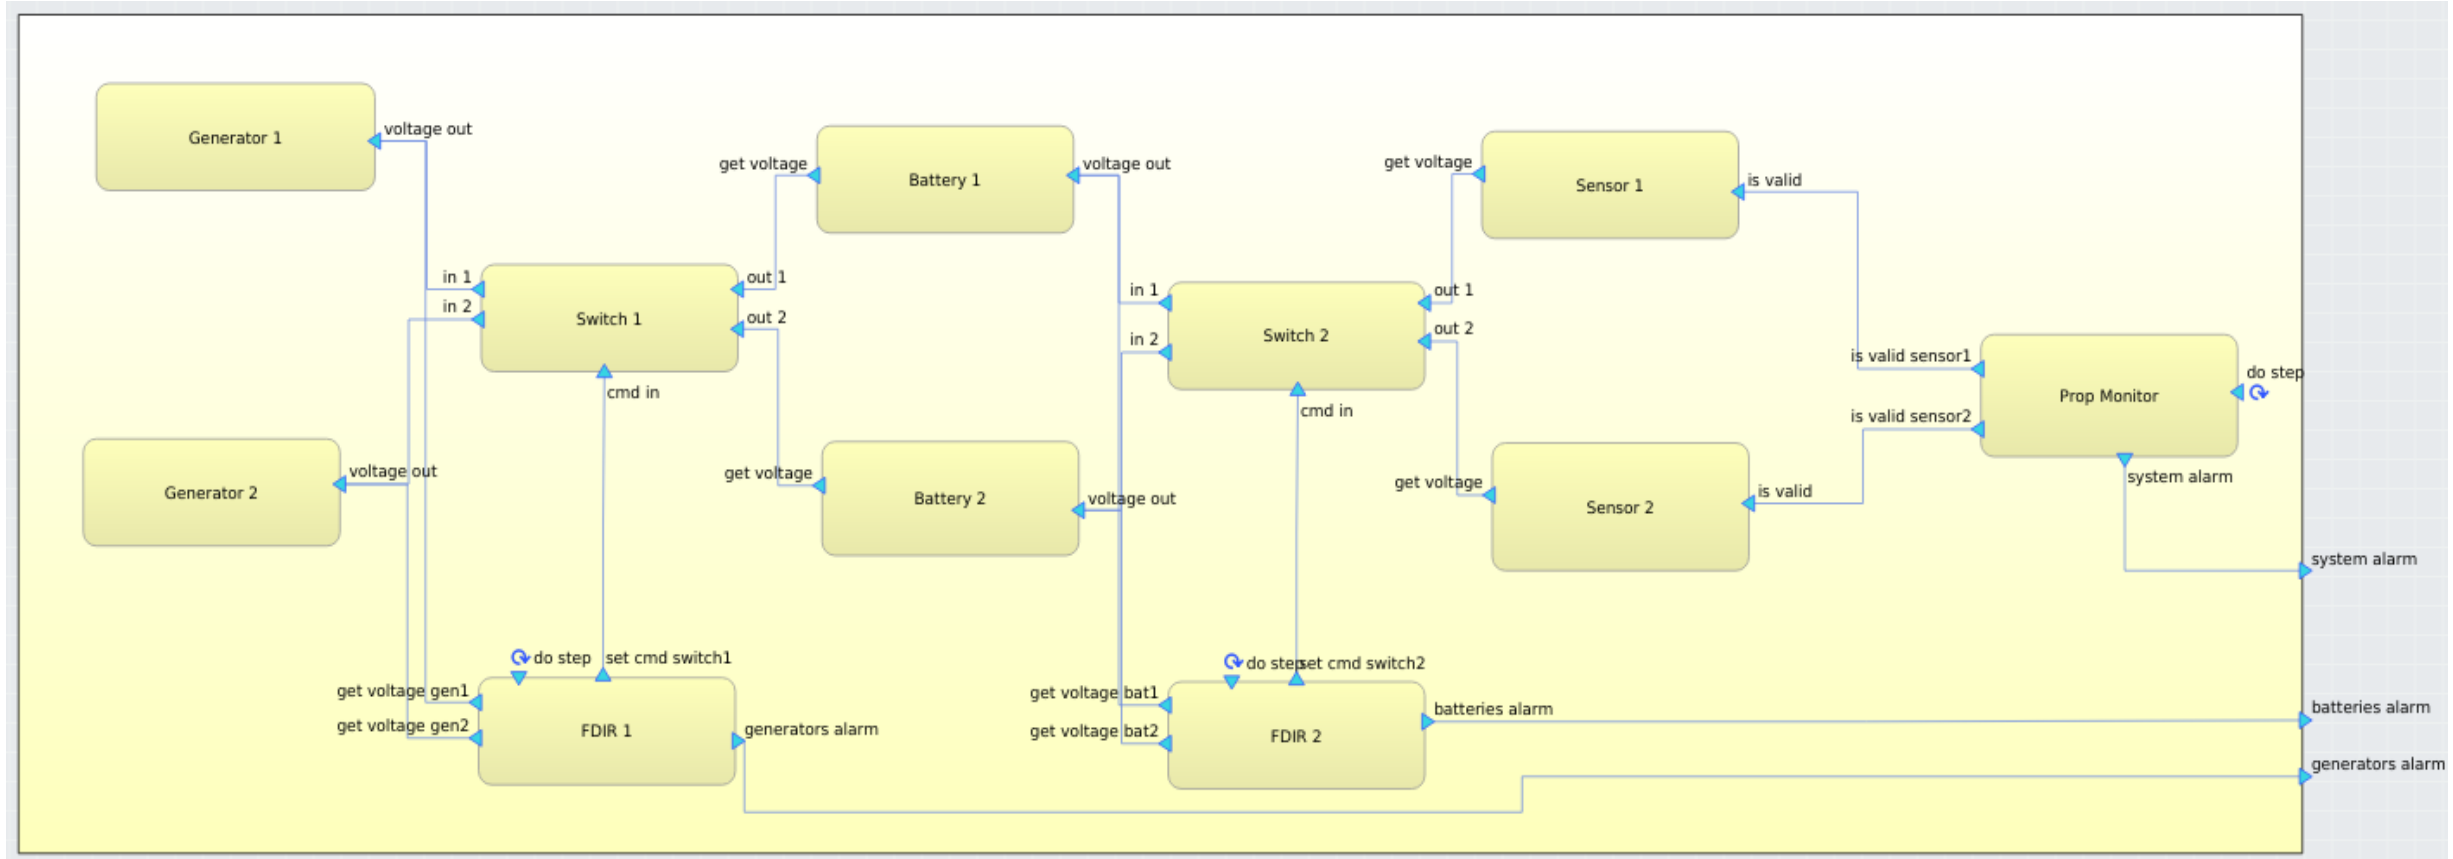 Generator 1
voltage out
get voltage
Battery 1
voltage out
get voltage
Sensor 1
is valid
in 1
in 2
Switch 1
out 1
out 2
cmd in
in 1
in 2
Switch 2
out 1
out 2
cmd in
is valid sensor1
is valid sensor2
Prop Monitor
do step
system alarm
Generator 2
voltage out
get voltage
Battery 2
voltage out
get voltage
Sensor 2
is valid
system alarm
do step
set cmd switch1
get voltage gen1
get voltage gen2
FDIR 1
generators alarm
do step
set cmd switch2
get voltage bat1
get voltage bat2
FDIR 2
batteries alarm
batteries alarm
generators alarm